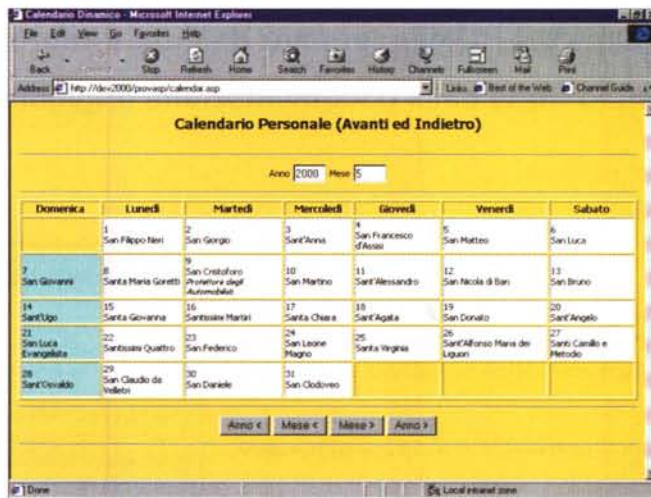 Calendario Dinamico - Microsoft Internet Explorer
File Edit View Go Favorites Help
Back Stop Refresh Home Search Favorites History Channels Fullscreen Mail Print
Address http://dev2000/provasp/calendar.asp Links Best of the Web Channel Guide
Calendario Personale (Avanti ed Indietro)
Anno 2000 Mese 5
Domenica Lunedì Martedì Mercoledì Giovedì Venerdì Sabato
1 2 3 4 5 6
San Filippo Neri San Giorgio Sant'Anna San Francesco d'Assisi San Matteo San Luca
7 8 9 10 11 12 13
San Giovanni Santa Maria Goretti San Cristoforo San Martino Sant'Alessandro San Nicola di Bari San Bruno
Protettore degli Automobilisti
14 15 16 17 18 19 20
Sant'Ugo Santa Giovanna Santissimi Martiri Santa Chiara Sant'Agata San Donato Sant'Angelo
21 22 23 24 25 26 27
San Luca Evangelista Santissimi Quattro San Federico San Leone Magno Santa Virginia Sant'Alfonso Maria der Liguori Santi Camillo e Metodio
28 29 30 31
Sant'Osvaldo San Claudio da Velletri San Daniele San Clodoveo
Anno < Mese < Mese > Anno >
Done Local intranet zone